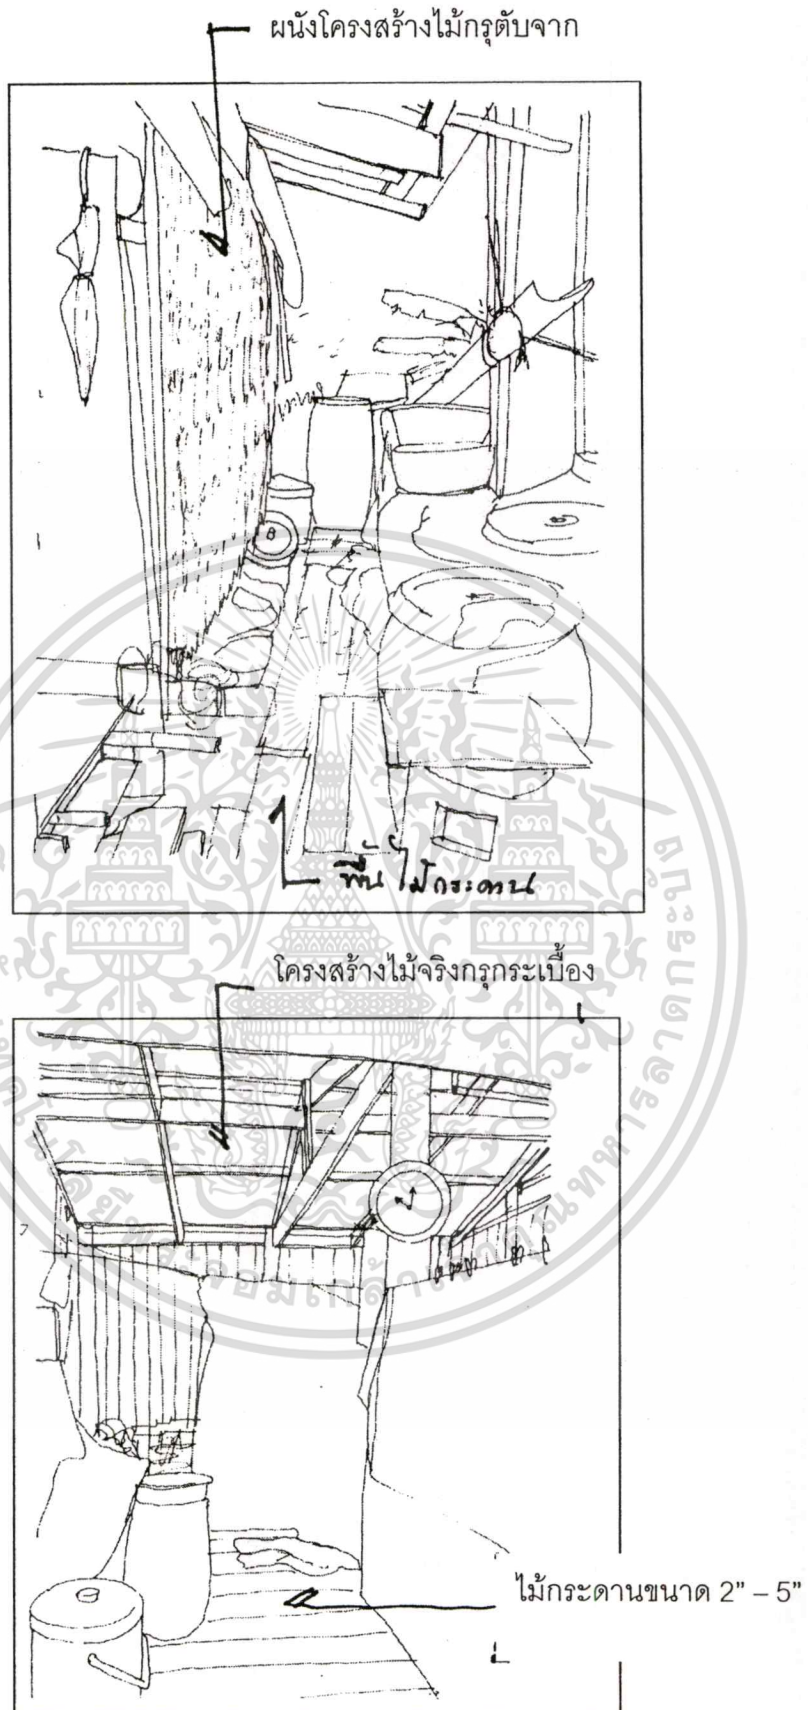 ผนังโครงสร้างไม้กรุตับจาก
พื้นไม้กระดาน
โครงสร้างไม้จริงกรุกระเบื้อง
ไม้กระดานขนาด 2” – 5”